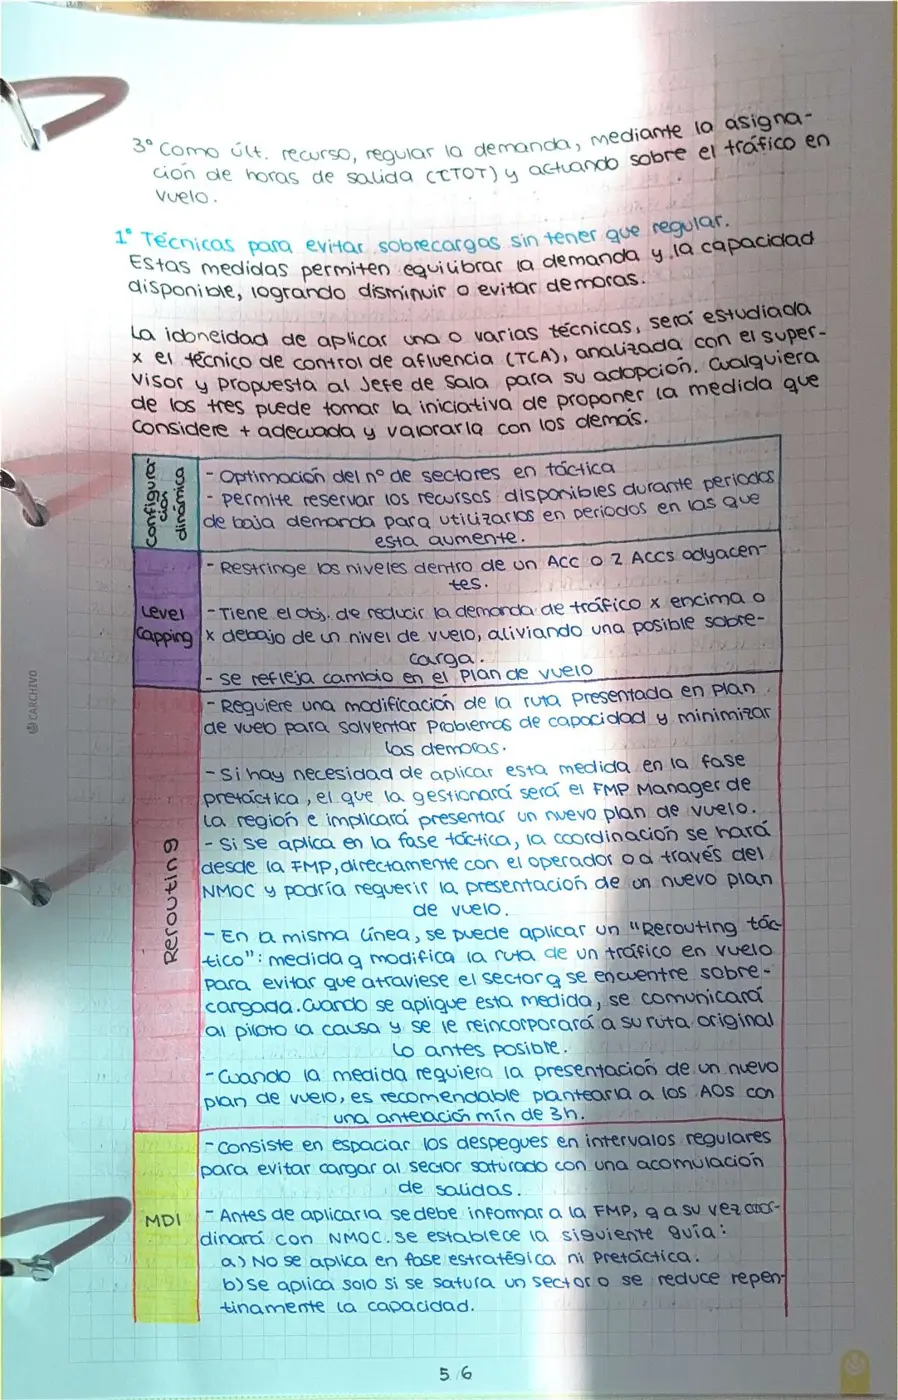 3º Como últ. recurso, regular la demanda, mediante la asigna-
ción de horas de salida (CTOT) y actuando sobre el tráfico en
vuelo.
1º Técnicas para evitar sobrecargas sin tener que regular.
Estas medidas permiten equilibrar la demanda y la capacidad
disponible, logrando disminuir o evitar demoras.
La idoneidad de aplicar una o varias técnicas, será estudiada
x el técnico de control de afluencia (TCA), analizada con el super-
visor y propuesta al Jefe de Sala para su adopción. Cualquiera
de los tres puede tomar la iniciativa de proponer la medida que
considere + adecuada y valorarla con los demás.
Configura-
ción
dinámica
- Optimación del nº de sectores en táctica
- Permite reservar los recursos disponibles durante periodos
de baja demanda para utilizarlos en periodos en las que
esta aumente.
Level
Capping
- Restringe los niveles dentro de un ACC o 2 ACCs adyacen-
tes.
- Tiene el obj. de reducir la demanda de tráfico x encima o
x debajo de un nivel de vuelo, aliviando una posible sobre-
carga.
- Se refleja cambio en el Plan de vuelo
Rerouting
- Requiere una modificación de la ruta presentada en plan
de vuelo para solventar problemas de capacidad y minimizar
las demoras.
- Si hay necesidad de aplicar esta medida en la fase
pretáctica, el que la gestionará será el FMP Manager de
la región e implicará presentar un nuevo plan de vuelo.
- Si se aplica en la fase táctica, la coordinación se hará
desde la FMP, directamente con el operador o a través del
NMOC y podría requerir la presentación de un nuevo plan
de vuelo.
- En la misma línea, se puede aplicar un "Rerouting tác-
tico": medida q modifica la ruta de un tráfico en vuelo
para evitar que atraviese el sector q se encuentre sobre-
cargada. Cuando se aplique esta medida, se comunicará
al piloto la causa y se le reincorporará a su ruta original
lo antes posible.
- Cuando la medida requiera la presentación de un nuevo
plan de vuelo, es recomendable plantearla a los AOs con
una antelación mín de 3h.
MDI
- Consiste en espaciar los despegues en intervalos regulares
para evitar cargar al sector saturado con una acomulación
de salidas.
- Antes de aplicarla se debe informar a la FMP, q a su vez coor-
dinará con NMOC. Se establece la siguiente guía:
a) No se aplica en fase estratégica ni pretáctica.
b) Se aplica solo si se satura un sector o se reduce repen-
tinamente la capacidad.
CARCHIVO
5/6